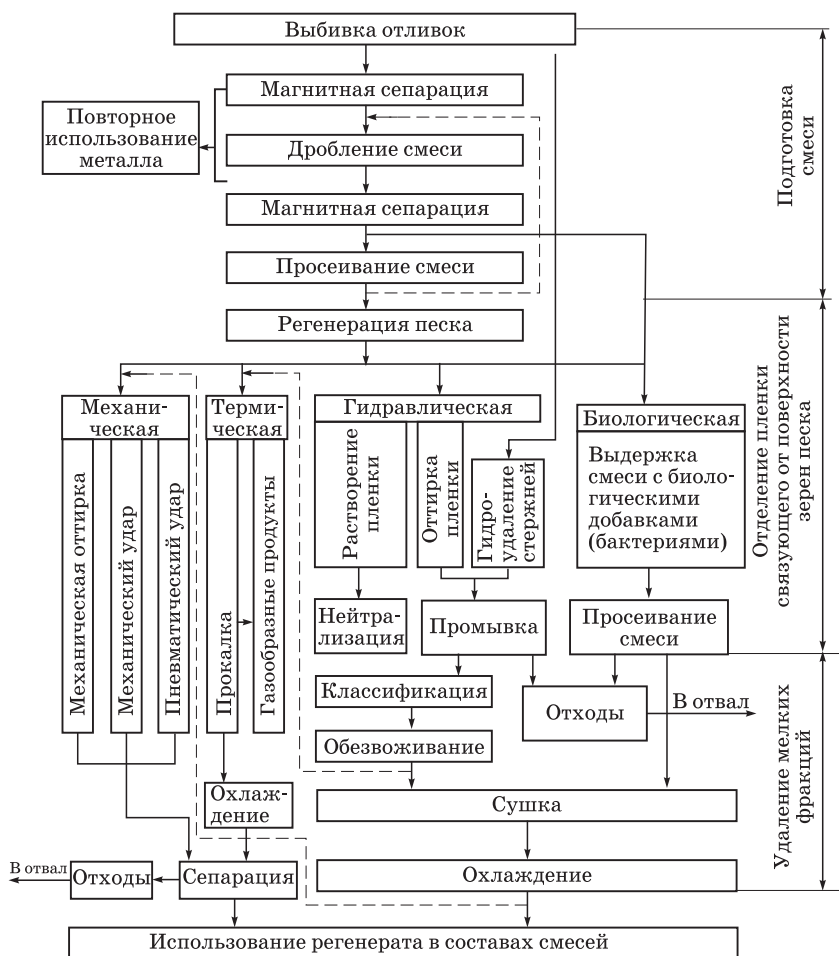 Выбивка отливок
Магнитная сепарация
Повторное
использование
металла
Дробление смеси
Магнитная сепарация
Просеивание смеси
Регенерация песка
Подготовка
смеси
Механи-
ческая
Механическая оттирка
Механический удар
Пневматический удар
Терми-
ческая
Прокалка
Газообразные продукты
Гидравлическая
Растворение
пленки
Оттирка
пленки
Гидро-
удаление
стержней
Биологическая
Выдержка
смеси с биоло-
гическими
добавками
(бактериями)
Отделение пленки
связующего от поверхности
зерен песка
Нейтра-
лизация
Промывка
Просеивание
смеси
Классификация
Отходы
В отвал
Обезвоживание
Охлаж-
дение
Сушка
Удаление мелких
фракций
В отвал
Отходы
Сепарация
Охлаждение
Использование регенерата в составах смесей